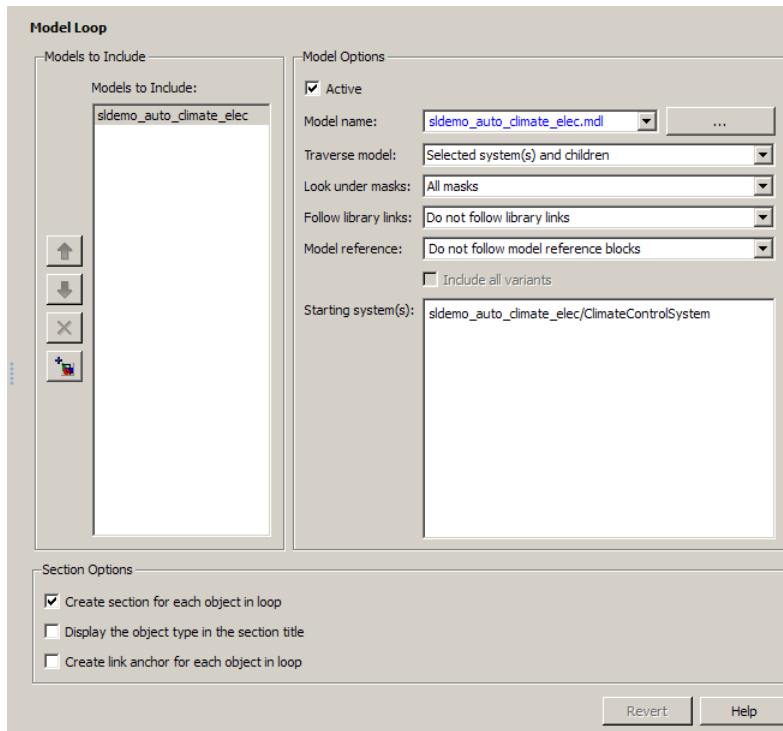 Model Loop
Models to Include
Models to Include:
sldemo_auto_climate_elec
Model Options
Active
Model name:
sldemo_auto_climate_elec.mdl
...
Traverse model:
Selected system(s) and children
Look under masks:
All masks
Follow library links:
Do not follow library links
Model reference:
Do not follow model reference blocks
Include all variants
Starting system(s):
sldemo_auto_climate_elec/ClimateControlSystem
Section Options
Create section for each object in loop
Display the object type in the section title
Create link anchor for each object in loop
Revert
Help